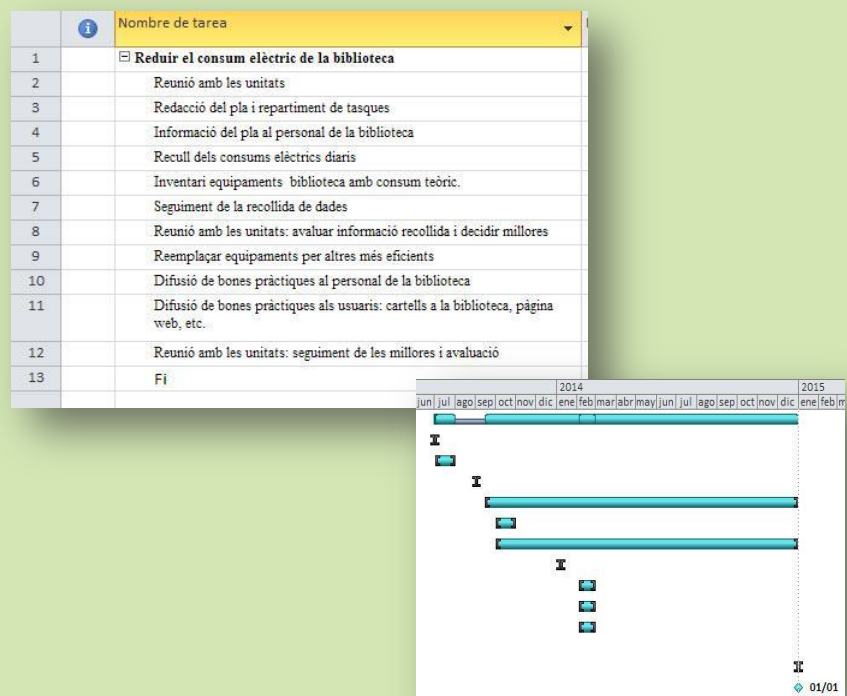 Nombre de tarea
1 Reduir el consum elèctric de la biblioteca
2 Reunió amb les unitats
3 Redacció del pla i repartiment de tasques
4 Informació del pla al personal de la biblioteca
5 Recull dels consums elèctrics diaris
6 Inventari equipaments biblioteca amb consum teòric.
7 Seguiment de la recollida de dades
8 Reunió amb les unitats: avaluar informació recollida i decidir millores
9 Reemplaçar equipaments per altres més eficients
10 Difusió de bones pràctiques al personal de la biblioteca
11 Difusió de bones pràctiques als usuaris: cartells a la biblioteca, pàgina
web, etc.
12 Reunió amb les unitats: seguiment de les millores i avaluació
13 Fi
2014 2015
jun jul ago sep oct nov dic ene feb mar abr may jun jul ago sep oct nov dic ene feb m
01/01